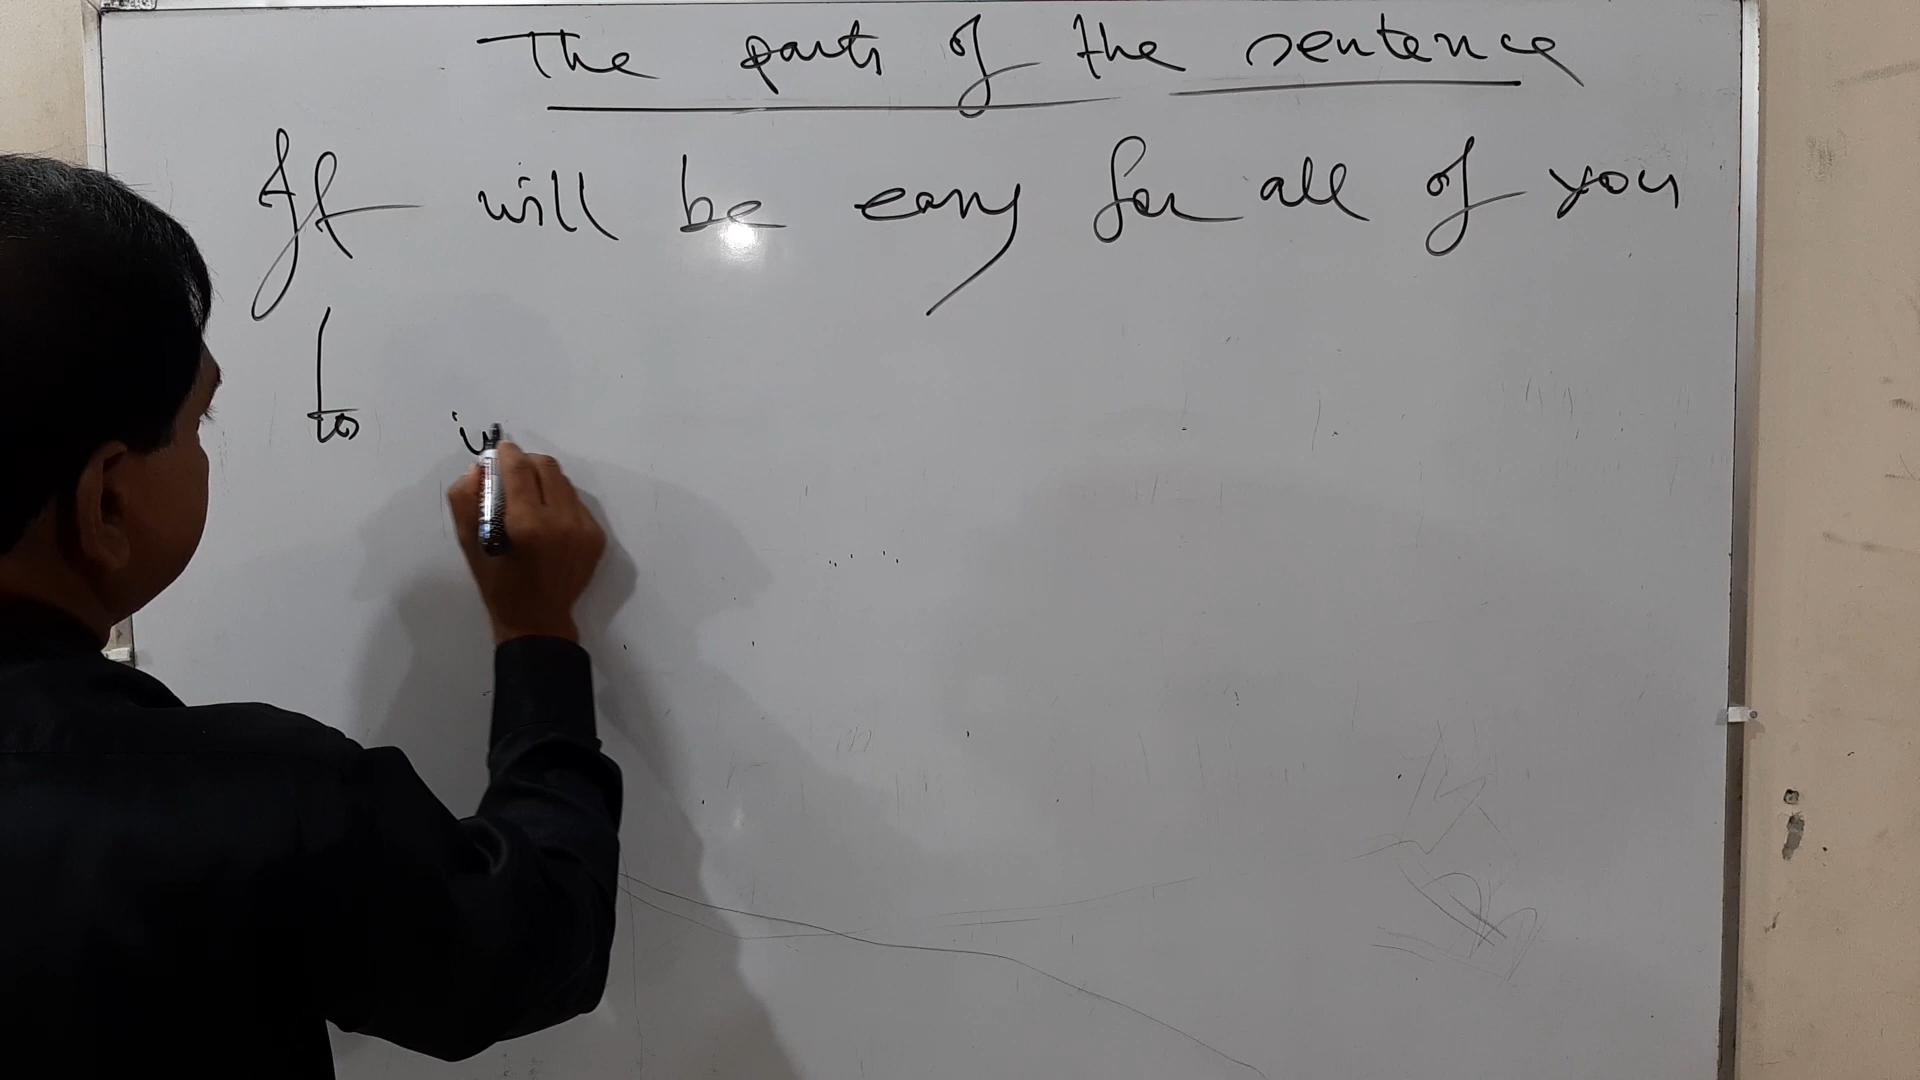 The parts of the sentence
It will be easy for all of you
to